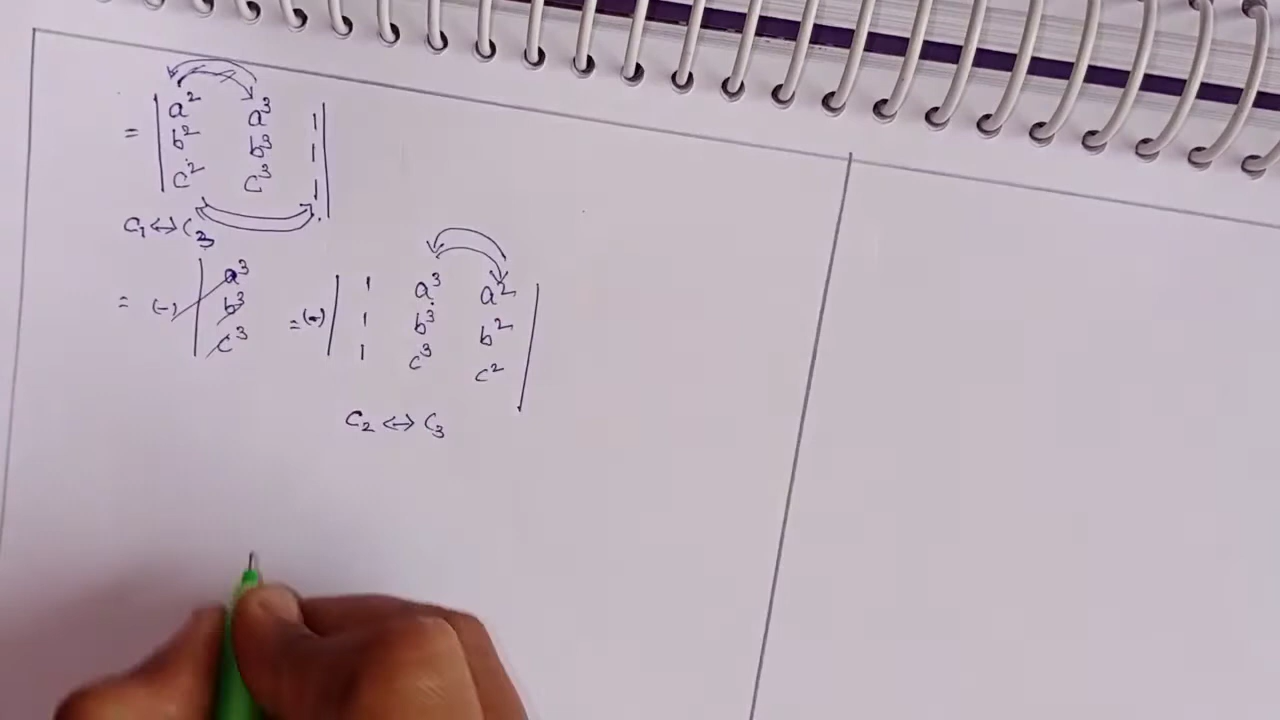 = | a² a³ 1 |
| b² b³ 1 |
| c² c³ 1 |
C₁ ↔ C₃
= (-) | a³ = (-) | 1 a³ a² |
b³ | 1 b³ b² |
c³ | 1 c³ c² |
C₂ ↔ C₃